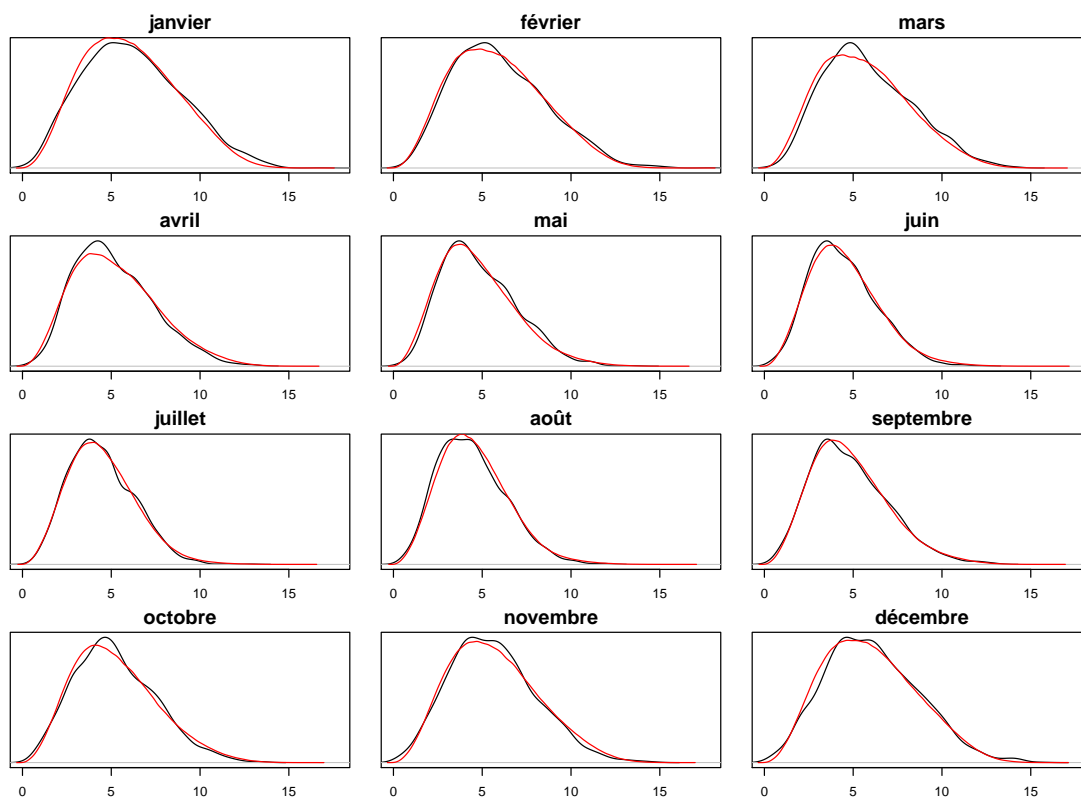 janvier février mars
0 5 10 15 0 5 10 15 0 5 10 15
avril mai juin
0 5 10 15 0 5 10 15 0 5 10 15
juillet août septembre
0 5 10 15 0 5 10 15 0 5 10 15
octobre novembre décembre
0 5 10 15 0 5 10 15 0 5 10 15